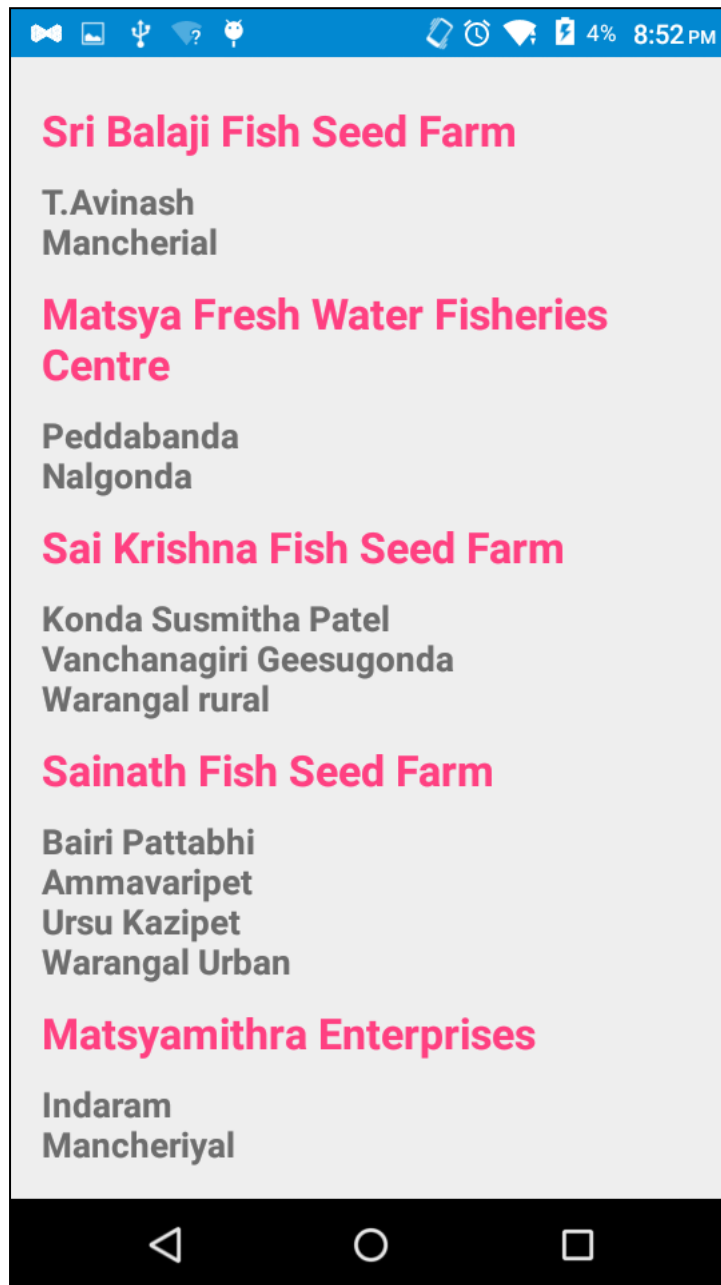 4% 8:52 PM
Sri Balaji Fish Seed Farm
T.Avinash
Mancherial
Matsya Fresh Water Fisheries
Centre
Peddabanda
Nalgonda
Sai Krishna Fish Seed Farm
Konda Susmitha Patel
Vanchanagiri Geesugonda
Warangal rural
Sainath Fish Seed Farm
Bairi Pattabhi
Ammavaripet
Ursu Kazipet
Warangal Urban
Matsyamithra Enterprises
Indaram
Mancheriyal